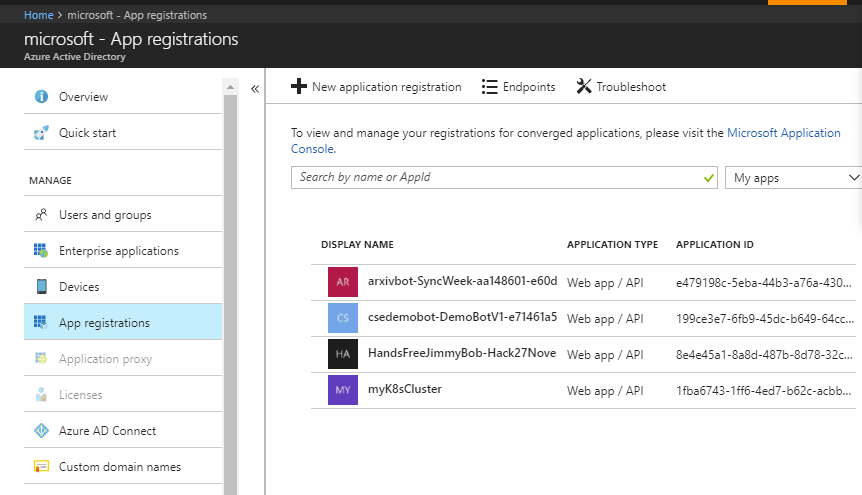 Home > microsoft - App registrations
microsoft - App registrations
Azure Active Directory
Overview
Quick start
MANAGE
Users and groups
Enterprise applications
Devices
App registrations
Application proxy
Licenses
Azure AD Connect
Custom domain names
«
New application registration
Endpoints
Troubleshoot
To view and manage your registrations for converged applications, please visit the Microsoft Application
Console.
Search by name or AppId
My apps
DISPLAY NAME APPLICATION TYPE APPLICATION ID
AR arxivbot-SyncWeek-aa148601-e60d Web app / API e479198c-5eba-44b3-a76a-430...
CS csedemobot-DemoBotV1-e71461a5 Web app / API 199ce3e7-6fb9-45dc-b649-64cc...
HA HandsFreeJimmyBob-Hack27Nove Web app / API 8e4e45a1-8a8d-487b-8d78-32c...
MY myK8sCluster Web app / API 1fba6743-1ff6-4ed7-b62c-acbb...